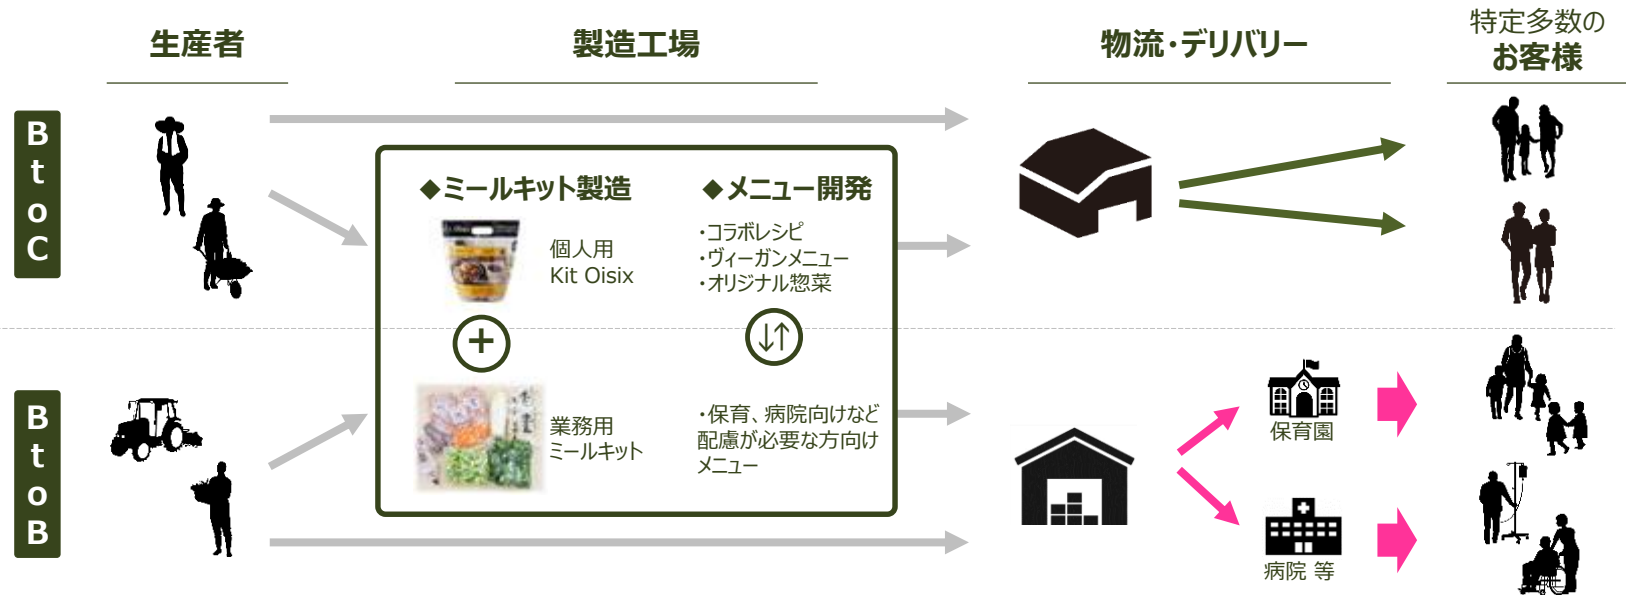 生産者
製造工場
物流・デリバリー
特定多数の
お客様
BtoC
◆ミールキット製造
個人用
Kit Oisix
◆メニュー開発
・コラボレシピ
・ヴィーガンメニュー
・オリジナル惣菜
+
↓↑
BtoB
業務用
ミールキット
・保育、病院向けなど
配慮が必要な方向け
メニュー
保育園
病院 等